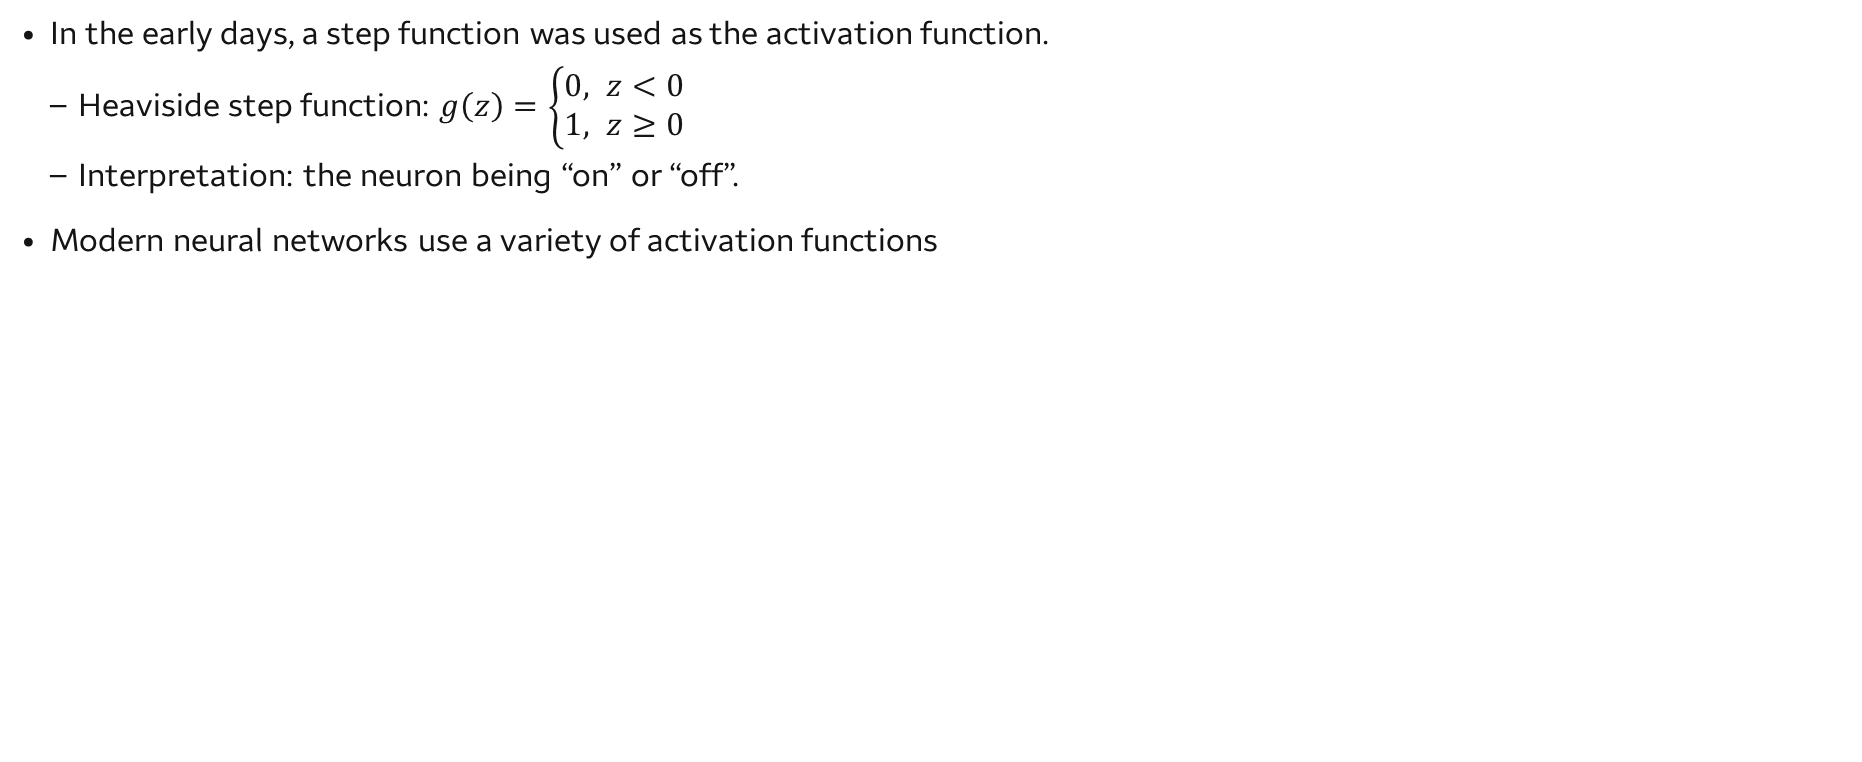 • In the early days, a step function was used as the activation function.
– Heaviside step function: g(z) = {0, z < 0
1, z ≥ 0
– Interpretation: the neuron being “on” or “off”.
• Modern neural networks use a variety of activation functions